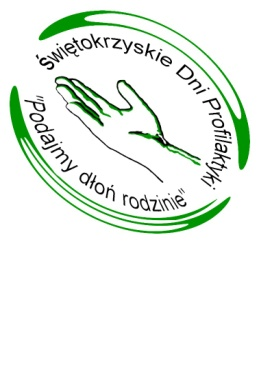 Świętokrzyskie Dni Profilaktyki
"Podajmy dłoń rodzinie"